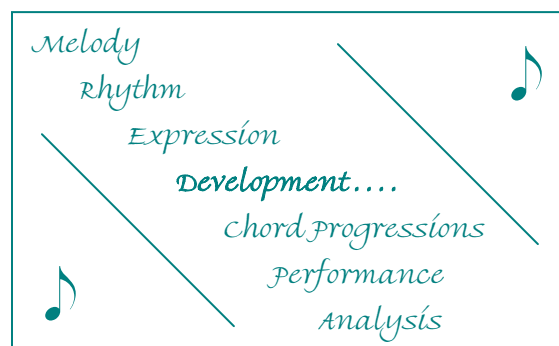 Melody
Rhythm
Expression
Development....
Chord Progressions
Performance
Analysis